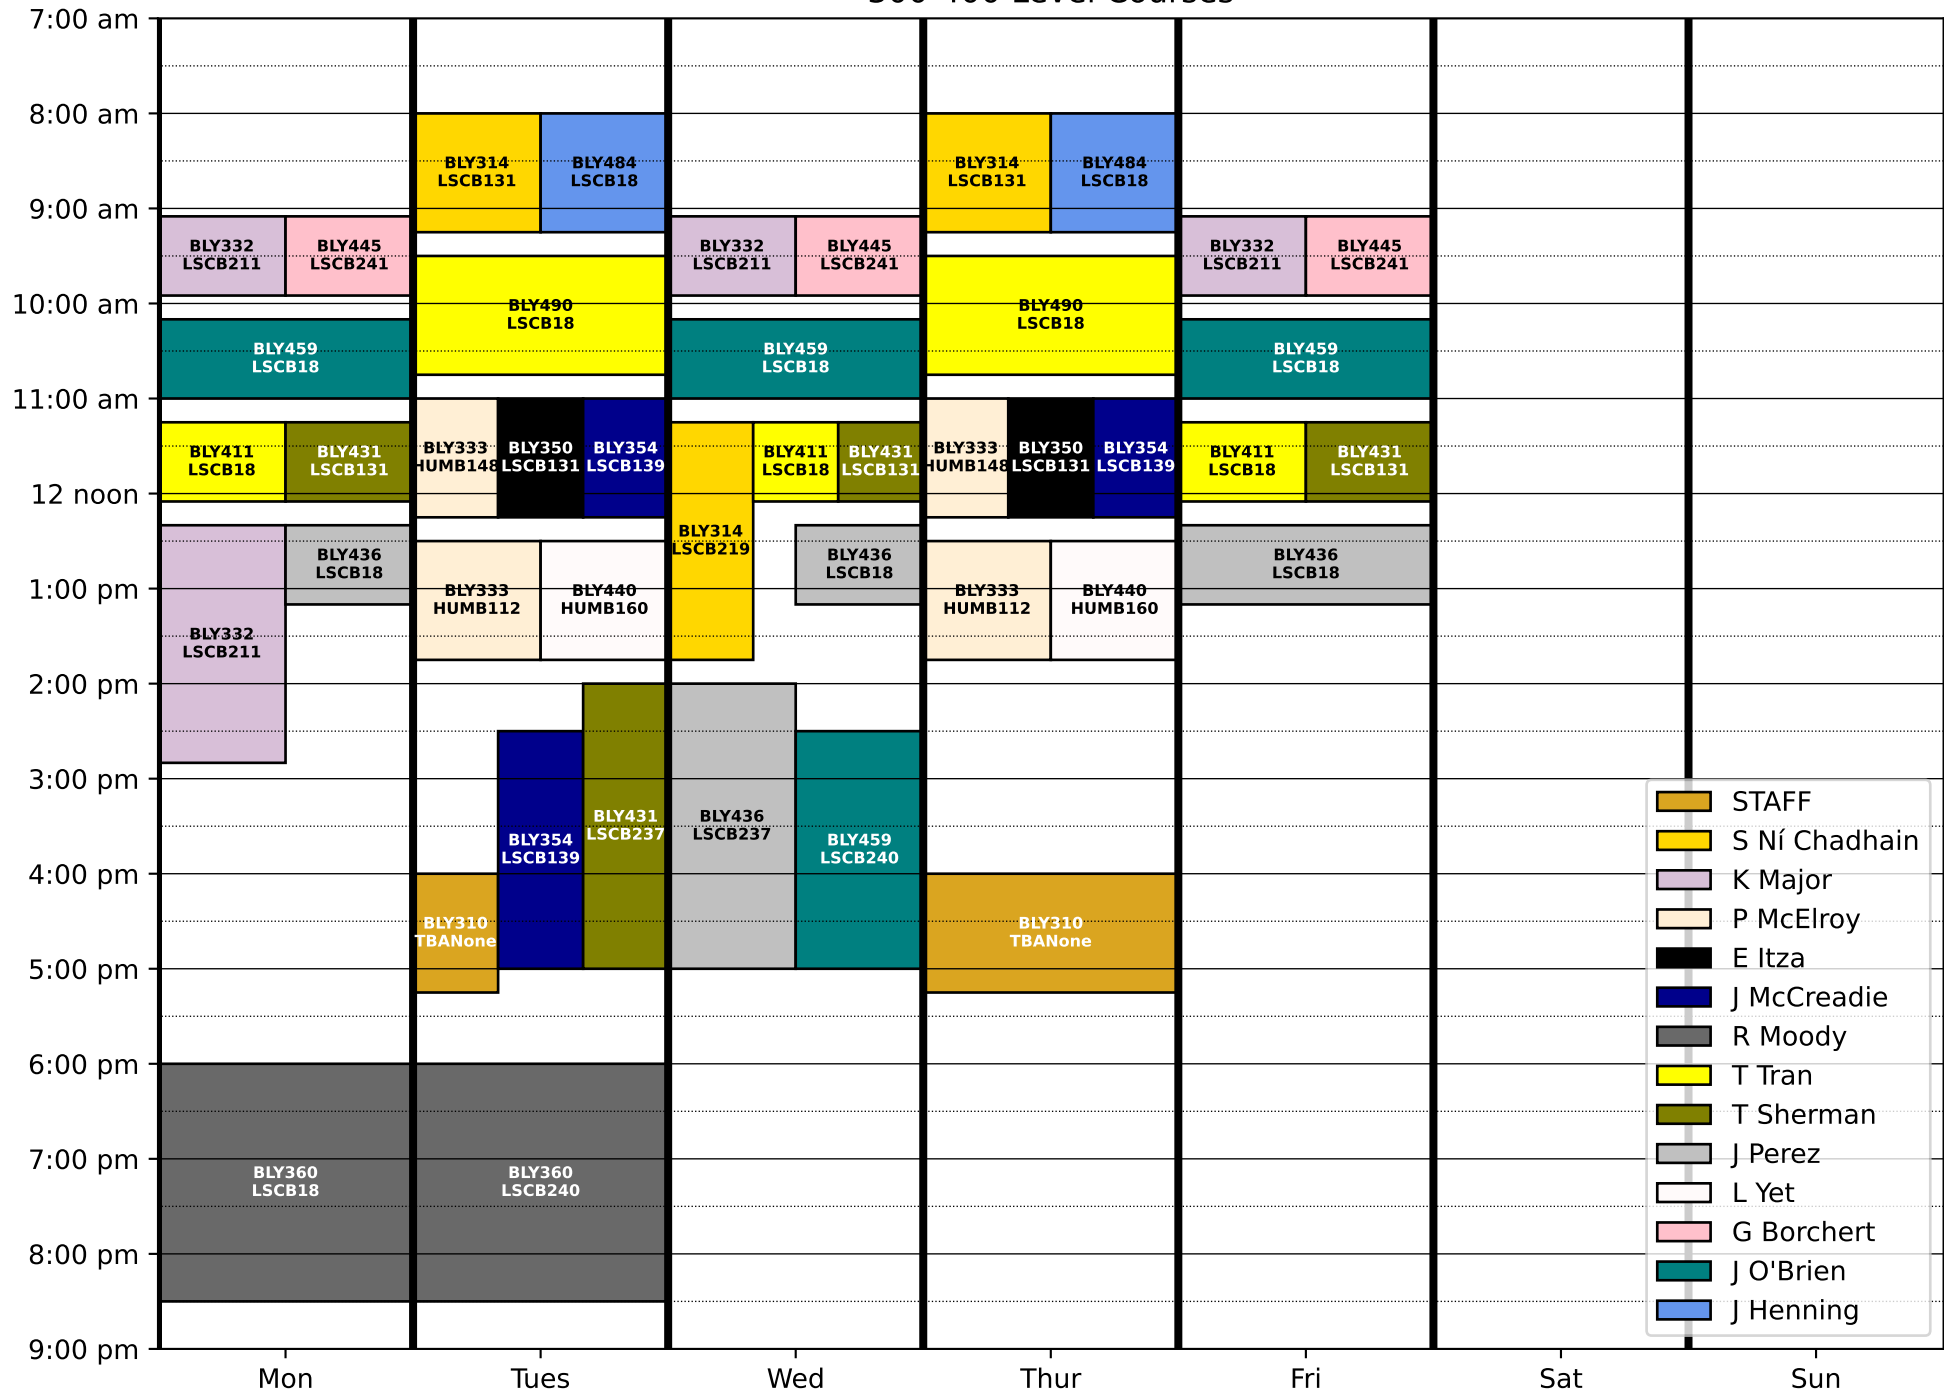 Level Courses
7:00 am
8:00 am
BLY314
LSCB131
BLY484
LSCB18
BLY314
LSCB131
BLY484
LSCB18
9:00 am
BLY332
LSCB211
BLY445
LSCB241
BLY332
LSCB211
BLY445
LSCB241
BLY332
LSCB211
BLY445
LSCB241
10:00 am
BLY490
LSCB18
BLY490
LSCB18
BLY459
LSCB18
BLY459
LSCB18
BLY459
LSCB18
11:00 am
BLY411
LSCB18
BLY431
LSCB131
BLY333
HUMB148
BLY350
LSCB131
BLY354
LSCB139
BLY411
LSCB18
BLY431
LSCB131
BLY333
HUMB148
BLY350
LSCB131
BLY354
LSCB139
BLY411
LSCB18
BLY431
LSCB131
12 noon
BLY314
LSCB219
BLY436
LSCB18
BLY436
LSCB18
BLY436
LSCB18
1:00 pm
BLY333
HUMB112
BLY440
HUMB160
BLY333
HUMB112
BLY440
HUMB160
BLY332
LSCB211
2:00 pm
3:00 pm
BLY354
LSCB139
BLY431
LSCB237
BLY436
LSCB237
BLY459
LSCB240
4:00 pm
BLY310
TBANone
BLY310
TBANone
5:00 pm
6:00 pm
7:00 pm
BLY360
LSCB18
BLY360
LSCB240
8:00 pm
9:00 pm
STAFF
S Ní Chadhain
K Major
P McElroy
E Itza
J McCreadie
R Moody
T Tran
T Sherman
J Perez
L Yet
G Borchert
J O'Brien
J Henning
Mon
Tues
Wed
Thur
Fri
Sat
Sun